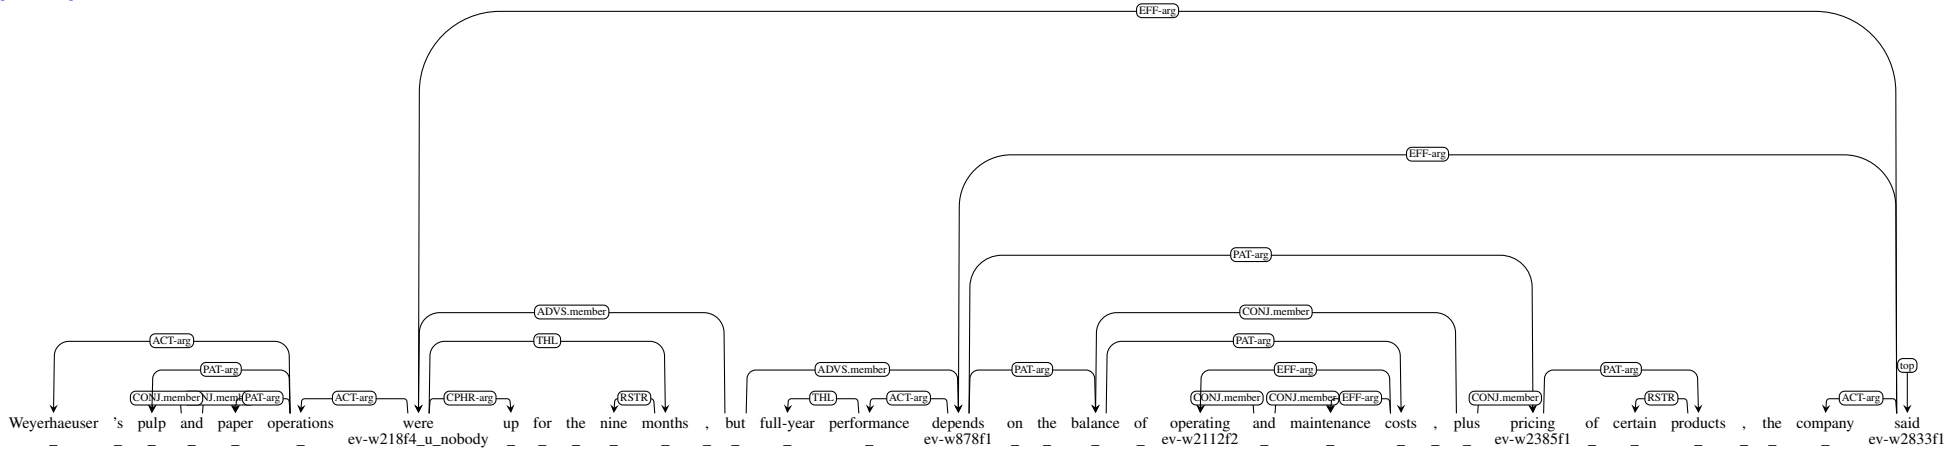 EFF-arg
EFF-arg
PAT-arg
ADVS.member CONJ.member
ACT-arg THL PAT-arg
PAT-arg ADVS.member PAT-arg EFF-arg PAT-arg top
CONJ.member PAT-arg ACT-arg CPHR-arg RSTR THL ACT-arg CONJ.member CONJ.member EFF-arg CONJ.member RSTR ACT-arg
Weyerhaeuser 's pulp and paper operations were up for the nine months , but full-year performance depends on the balance of operating and maintenance costs , plus pricing of certain products , the company said
_ _ _ _ _ _ ev-w218f4_u_nobody _ _ _ _ _ _ _ _ _ ev-w878f1 _ _ _ _ ev-w2112f2 _ _ _ _ _ ev-w2385f1 _ _ _ _ _ _ ev-w2833f1